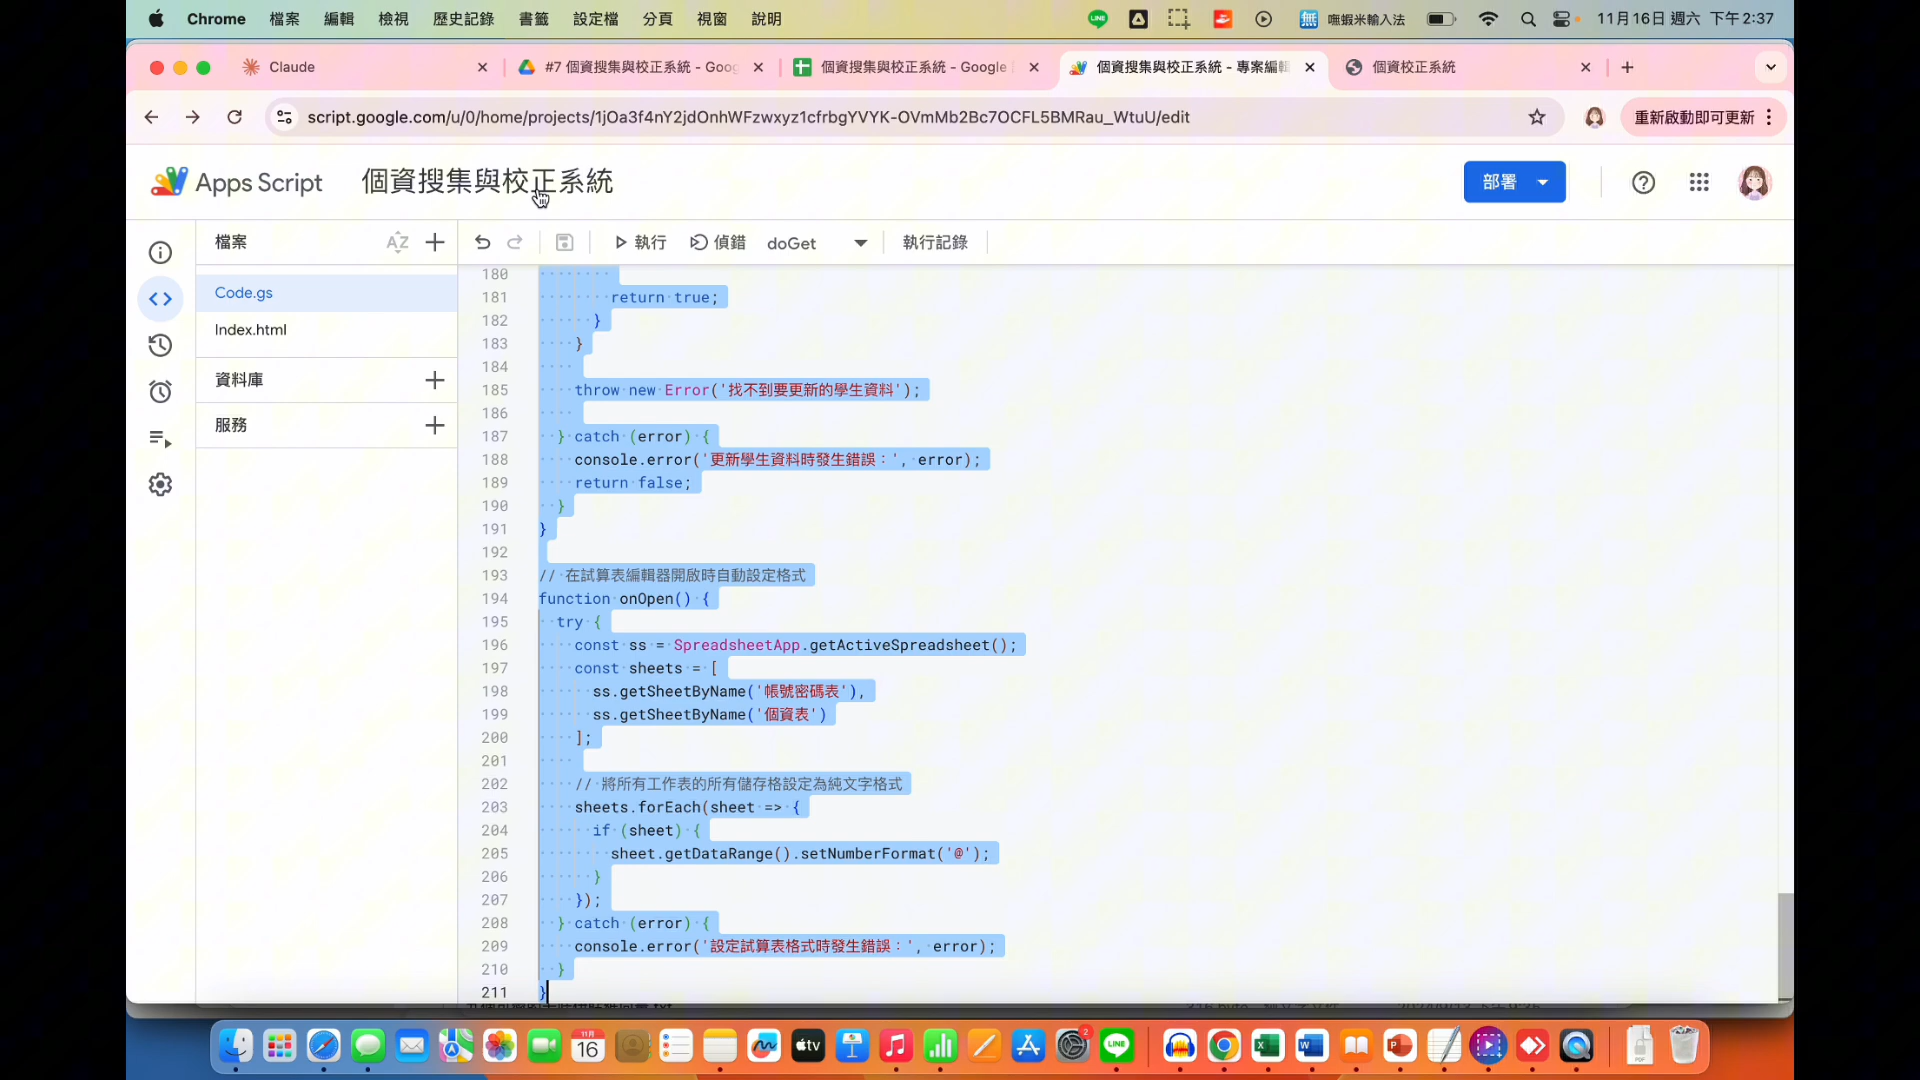 Chrome 檔案 編輯 檢視 歷史記錄 書籤 設定檔 分頁 視窗 說明 LINE 無 嘸蝦米輸入法 11月16日 週六 下午2:37
Claude #7 個資搜集與校正系統 - Goo 個資搜集與校正系統 - Google 個資搜集與校正系統 - 專案編輯 個資校正系統
script.google.com/u/0/home/projects/1jOa3f4nY2jdOnhWFzwxyz1cfrbgYVYK-OVmMb2Bc7OCFL5BMRau_WtuU/edit 重新啟動即可更新
Apps Script 個資搜集與校正系統 部署
檔案 AZ 執行 偵錯 doGet 執行記錄
Code.gs
Index.html
資料庫
服務
180
181 return true;
182 }
183 }
184
185 throw new Error('找不到要更新的學生資料');
186
187 } catch (error) {
188 console.error('更新學生資料時發生錯誤：', error);
189 return false;
190 }
191 }
192
193 // 在試算表編輯器開啟時自動設定格式
194 function onOpen() {
195 try {
196 const ss = SpreadsheetApp.getActiveSpreadsheet();
197 const sheets = [
198 ss.getSheetByName('帳號密碼表'),
199 ss.getSheetByName('個資表')
200 ];
201
202 // 將所有工作表的所有儲存格設定為純文字格式
203 sheets.forEach(sheet => {
204 if (sheet) {
205 sheet.getDataRange().setNumberFormat('@');
206 }
207 });
208 } catch (error) {
209 console.error('設定試算表格式時發生錯誤：', error);
210 }
211 }
11月
16
tv
2
LINE
X
W
P
PDF